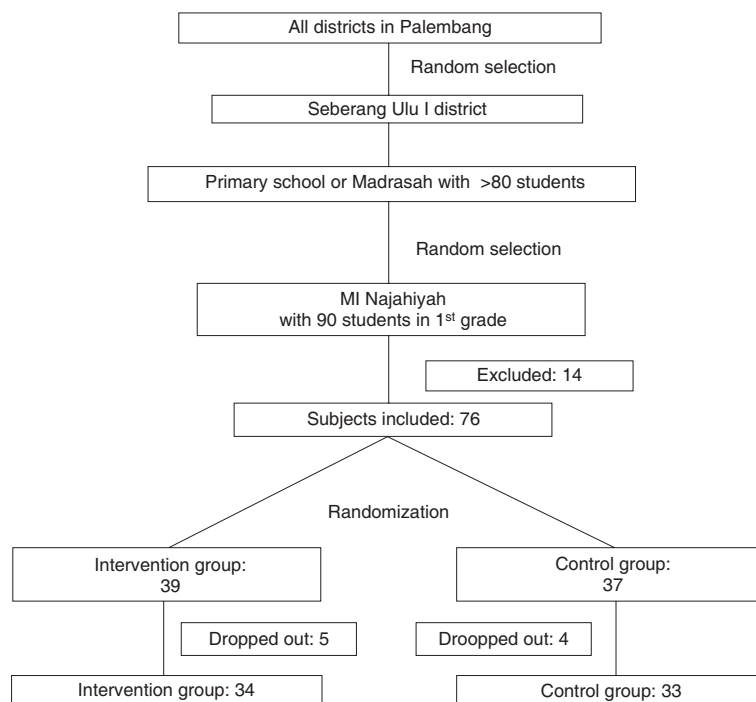 All districts in Palembang
Random selection
Seberang Ulu I district
Primary school or Madrasah with >80 students
Random selection
MI Najahiyah
with 90 students in 1st grade
Excluded: 14
Subjects included: 76
Randomization
Intervention group:
39
Control group:
37
Dropped out: 5
Droopped out: 4
Intervention group: 34
Control group: 33